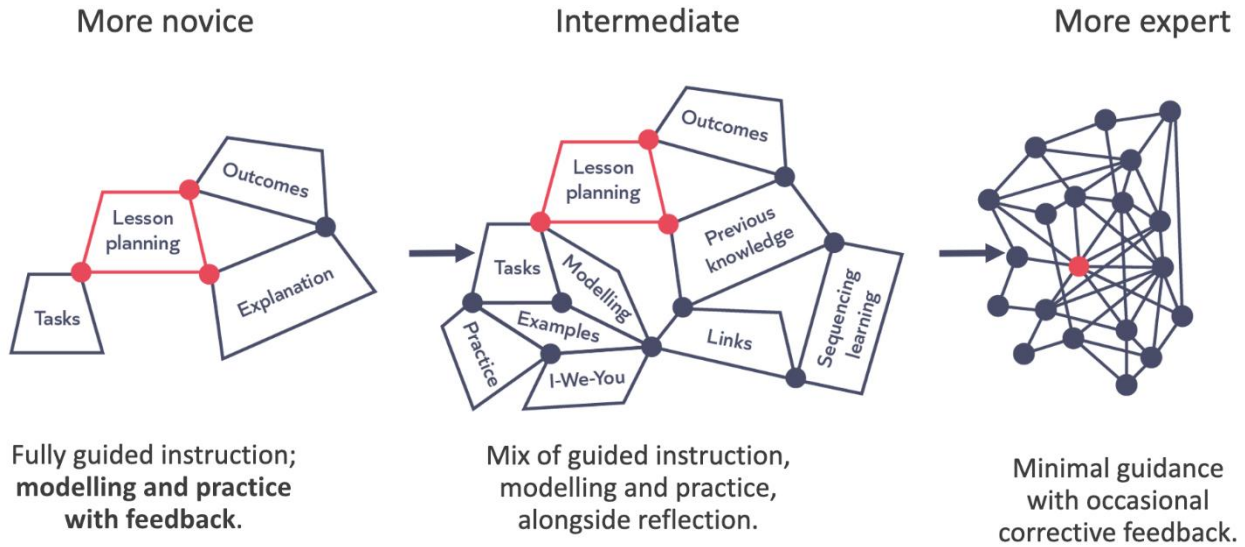 More novice
Intermediate
More expert
Outcomes
Lesson
planning
Tasks
Explanation
Outcomes
Lesson
planning
Previous
knowledge
Tasks
Modelling
Examples
Practice
I-We-You
Links
Sequencing
learning
Fully guided instruction;
modelling and practice
with feedback.
Mix of guided instruction,
modelling and practice,
alongside reflection.
Minimal guidance
with occasional
corrective feedback.